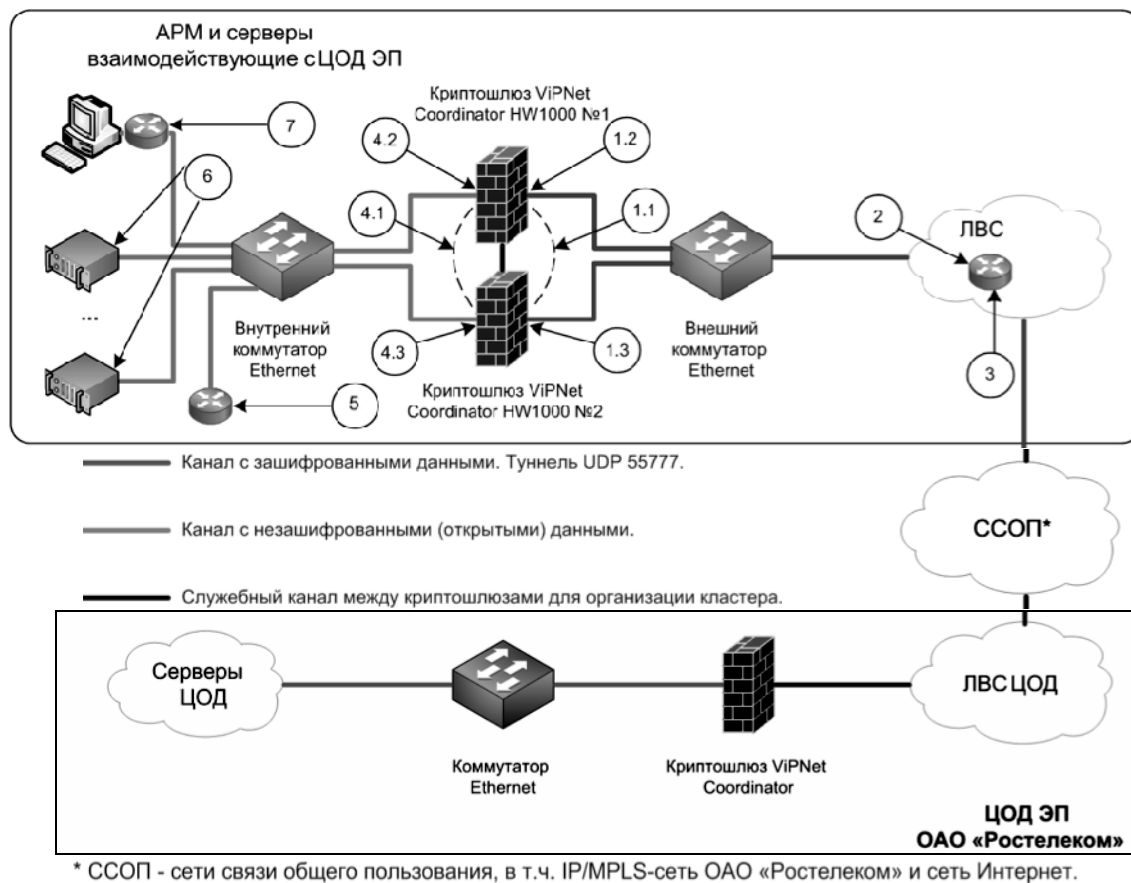 АРМ и серверы
взаимодействующие с ЦОД ЭП
Криптошлюз ViPNet
Coordinator HW1000 №1
7
4.2
1.2
6
4.1
1.1
2
ЛВС
...
Внутренний
коммутатор
Ethernet
4.3
1.3
Внешний
коммутатор
Ethernet
3
5
Криптошлюз ViPNet
Coordinator HW1000 №2
Канал с зашифрованными данными. Туннель UDP 55777.
Канал с незашифрованными (открытыми) данными.
ССОП*
Служебный канал между криптошлюзами для организации кластера.
Серверы
ЦОД
ЛВС ЦОД
Коммутатор
Ethernet
Криптошлюз ViPNet
Coordinator
ЦОД ЭП
ОАО «Ростелеком»
* ССОП - сети связи общего пользования, в т.ч. IP/MPLS-сеть ОАО «Ростелеком» и сеть Интернет.